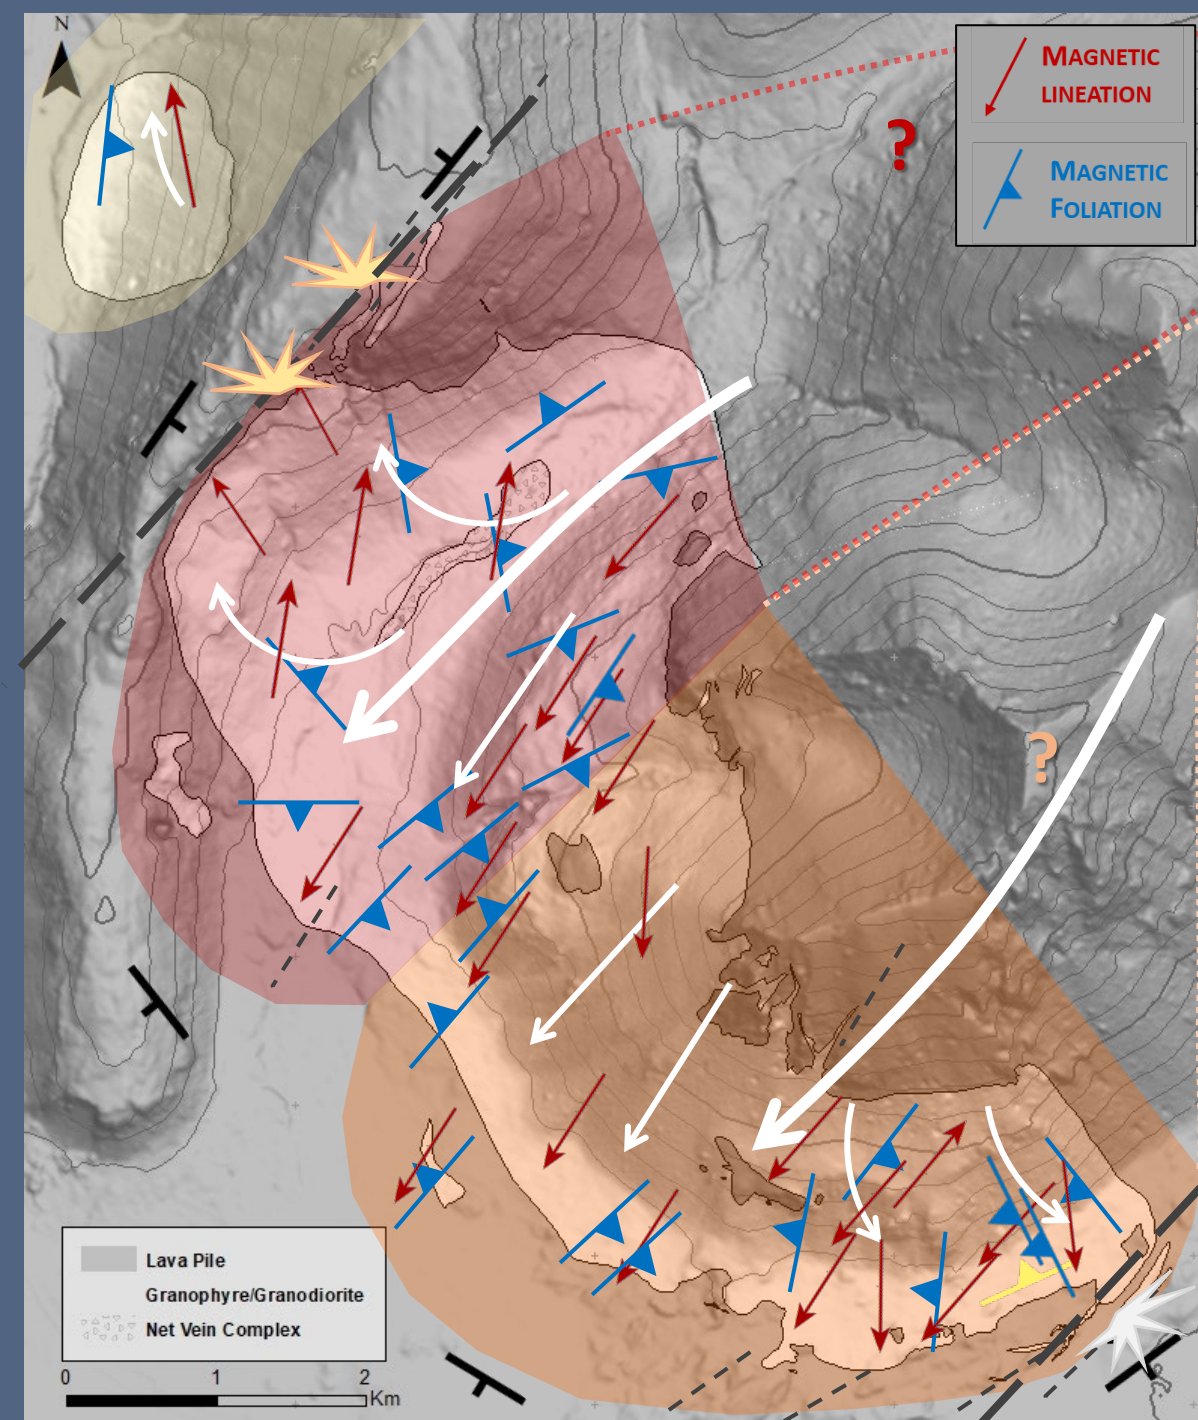 N
MAGNETIC
LINEATION
?
MAGNETIC
FOLIATION
?
Lava Pile
Granophyre/Granodiorite
Net Vein Complex
0 1 2
Km